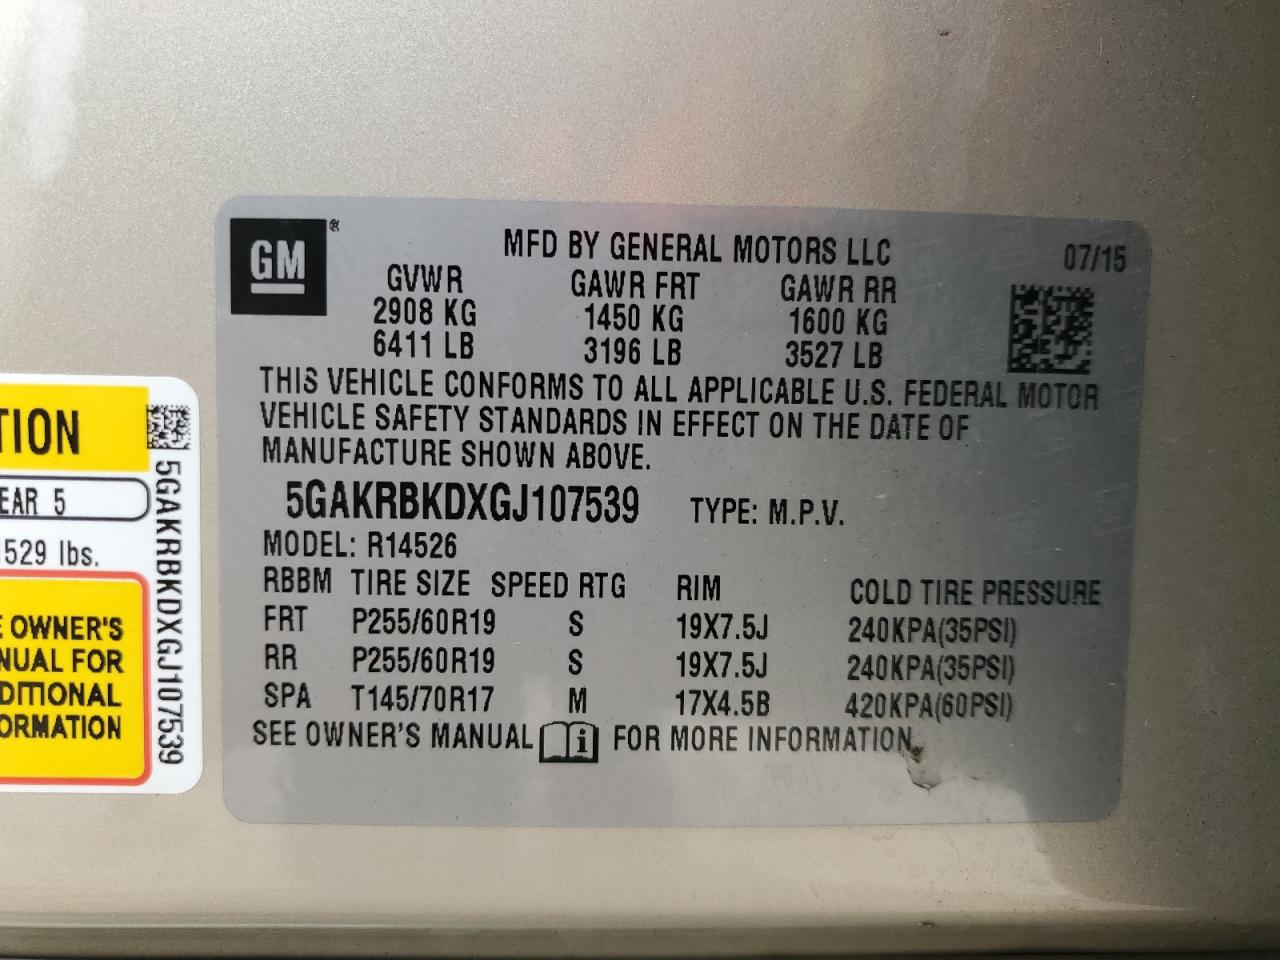 GM®
MFD BY GENERAL MOTORS LLC 07/15
GVWR GAWR FRT GAWR RR
2908 KG 1450 KG 1600 KG
6411 LB 3196 LB 3527 LB
THIS VEHICLE CONFORMS TO ALL APPLICABLE U.S. FEDERAL MOTOR
VEHICLE SAFETY STANDARDS IN EFFECT ON THE DATE OF
MANUFACTURE SHOWN ABOVE.
5GAKRBKDXGJ107539 TYPE: M.P.V.
MODEL: R14526
RBBM TIRE SIZE SPEED RTG RIM COLD TIRE PRESSURE
FRT P255/60R19 S 19X7.5J 240KPA(35PSI)
RR P255/60R19 S 19X7.5J 240KPA(35PSI)
SPA T145/70R17 M 17X4.5B 420KPA(60PSI)
SEE OWNER'S MANUAL i FOR MORE INFORMATION.
TION
EAR 5
529 lbs.
E OWNER'S
NUAL FOR
DITIONAL
ORMATION
5GAKRBKDXGJ107539